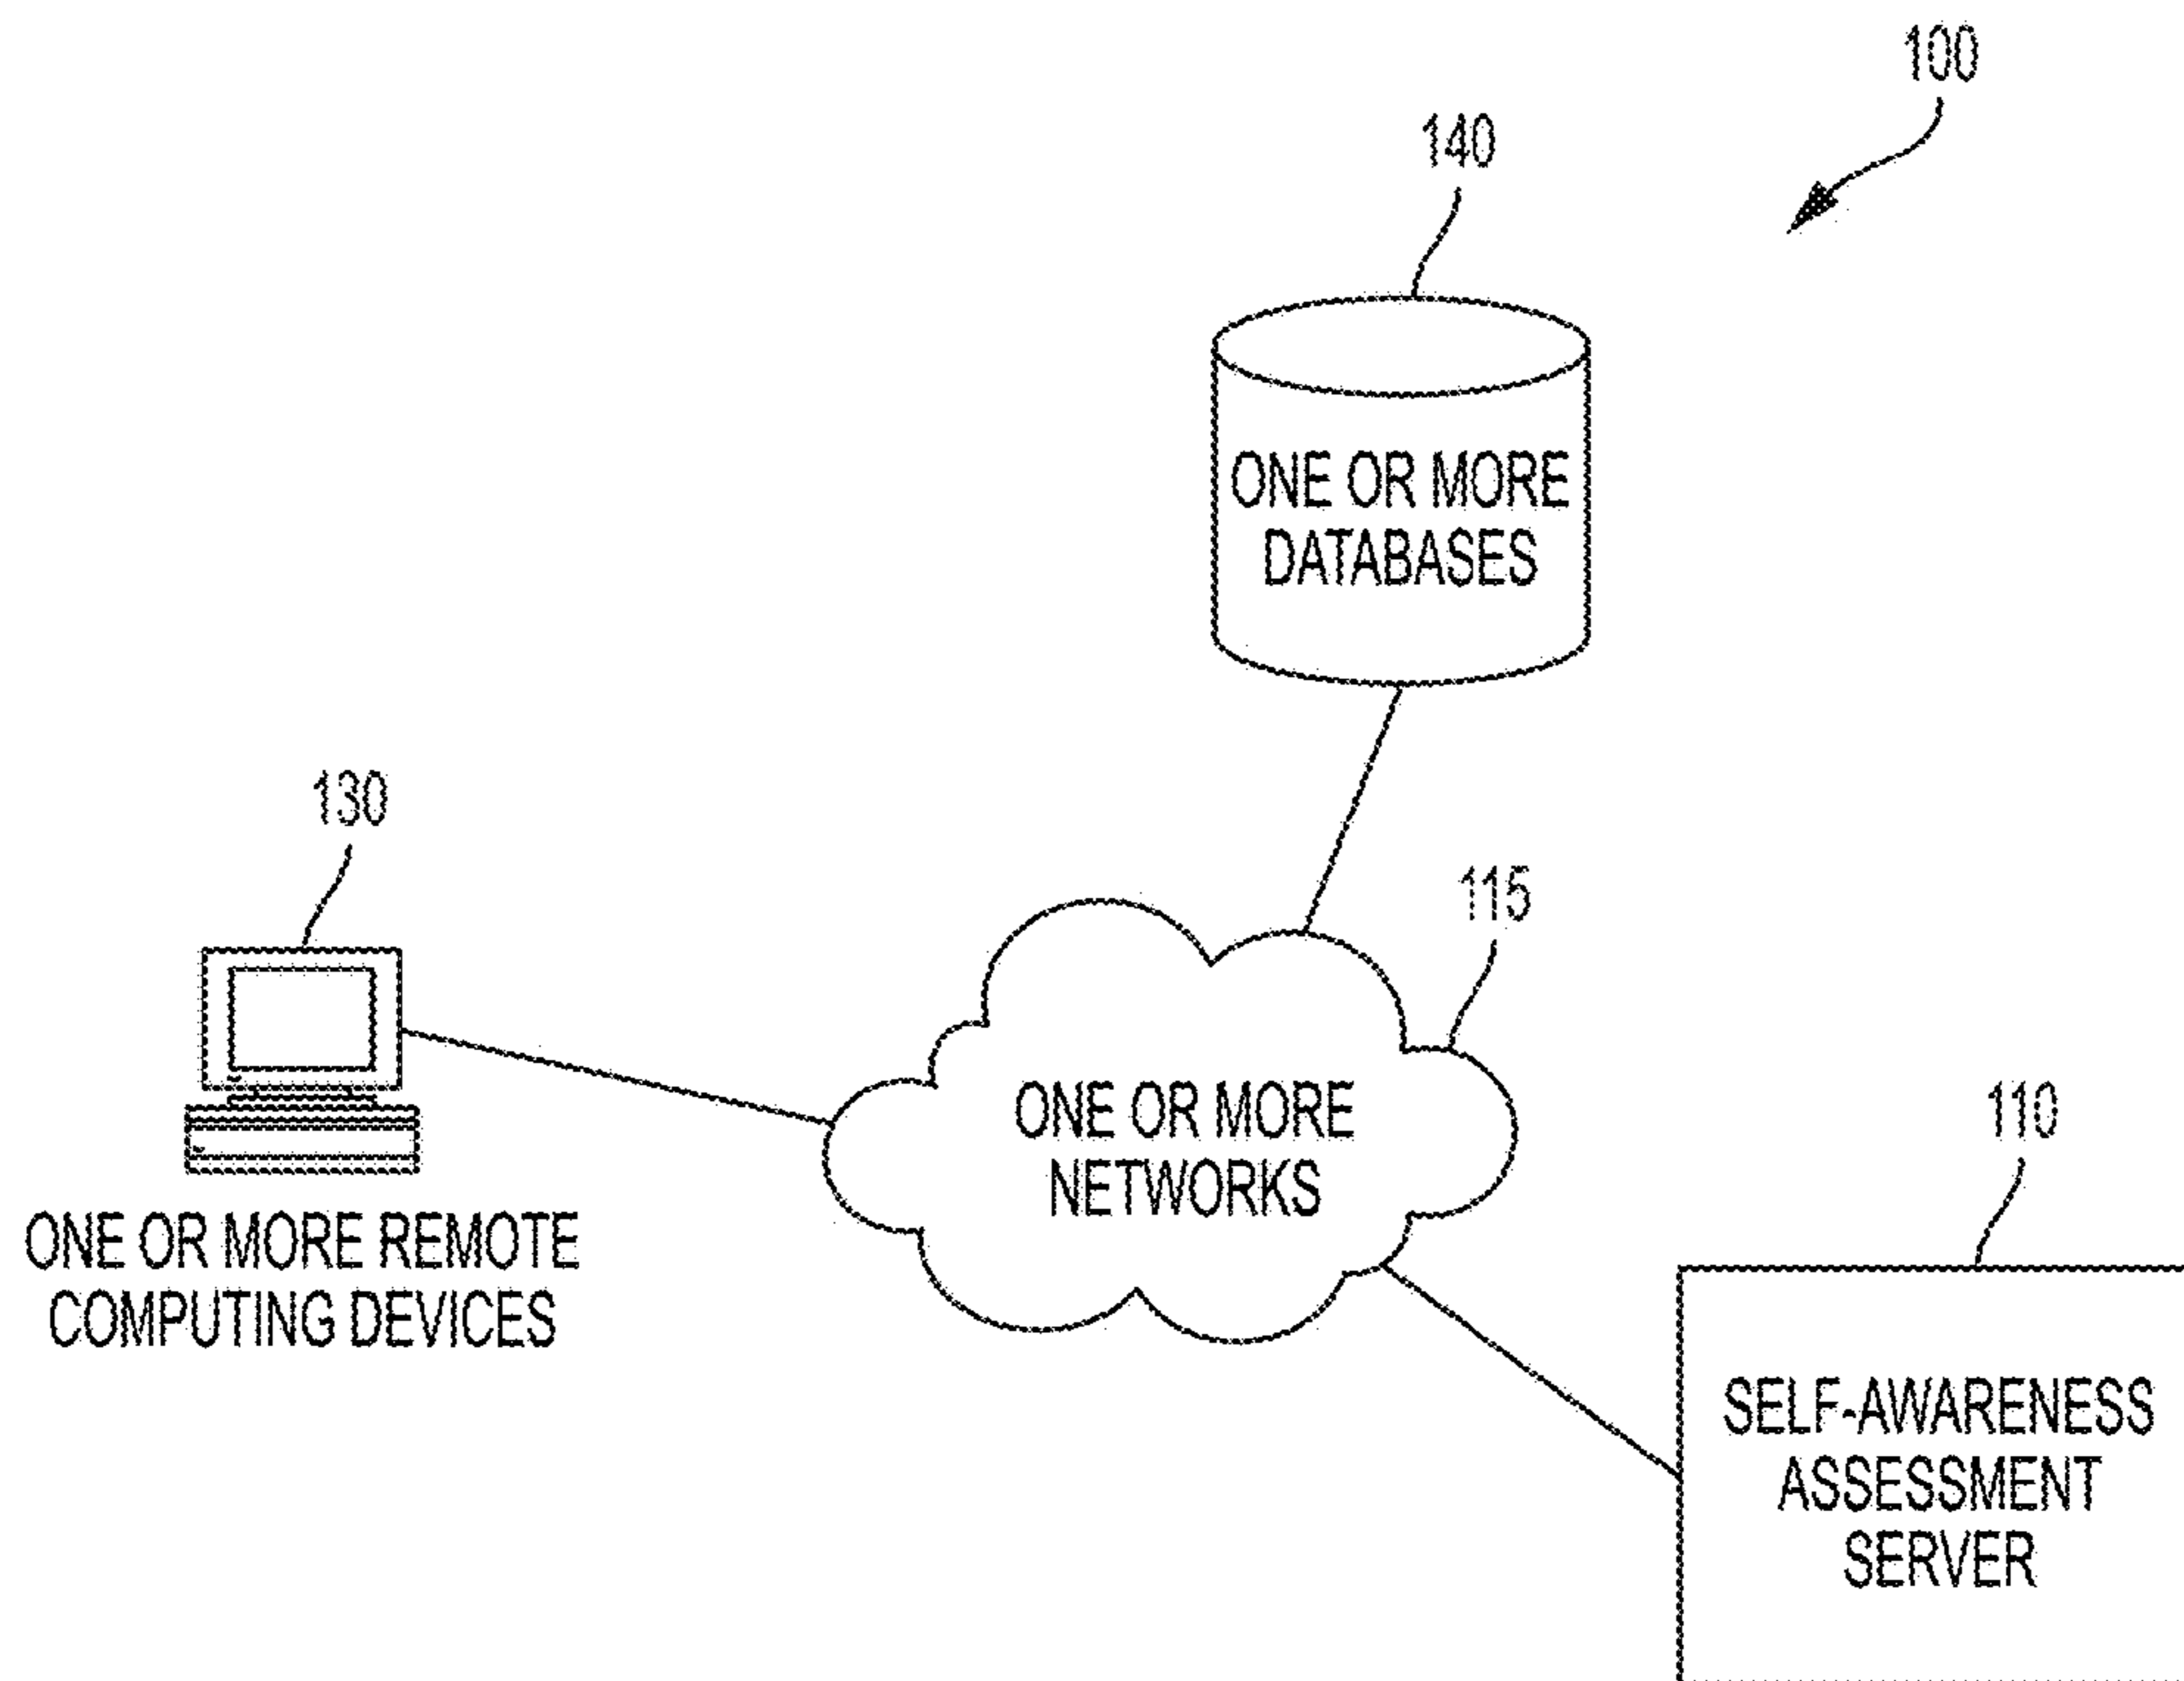 100
140
ONE OR MORE
DATABASES
130
115
ONE OR MORE
NETWORKS
110
ONE OR MORE REMOTE
COMPUTING DEVICES
SELF-AWARENESS
ASSESSMENT
SERVER